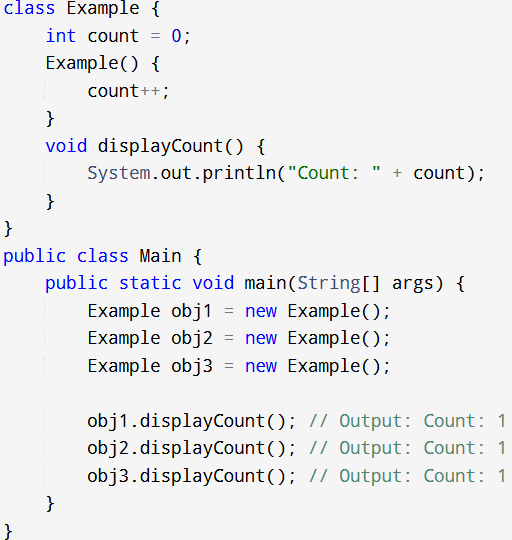 class Example {
    int count = 0;
    Example() {
        count++;
    }
    void displayCount() {
        System.out.println("Count: " + count);
    }
}
public class Main {
    public static void main(String[] args) {
        Example obj1 = new Example();
        Example obj2 = new Example();
        Example obj3 = new Example();

        obj1.displayCount(); // Output: Count: 1
        obj2.displayCount(); // Output: Count: 1
        obj3.displayCount(); // Output: Count: 1
    }
}